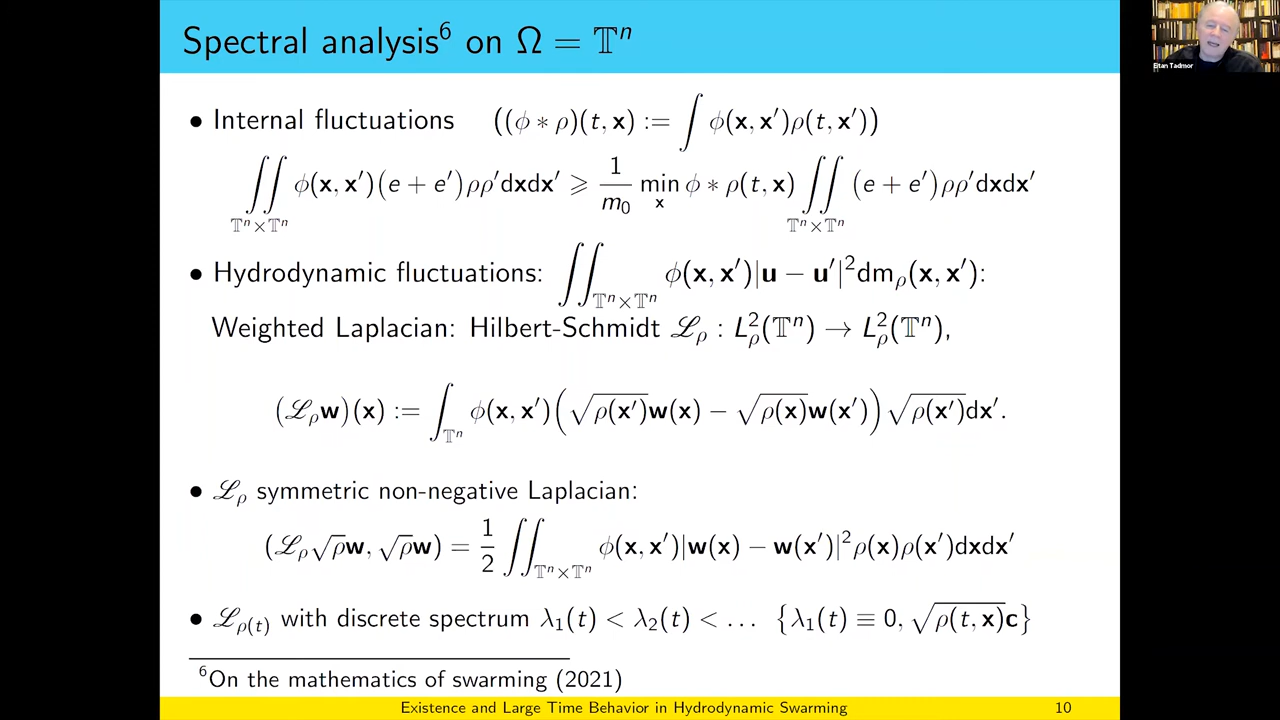 Spectral analysis⁶ on Ω = 𝕋ⁿ
Eitan Tadmor
• Internal fluctuations ((ϕ ∗ ρ)(t, x) := ∫ ϕ(x, x′)ρ(t, x′))
∬_{𝕋ⁿ×𝕋ⁿ} ϕ(x, x′)(e + e′)ρρ′dxdx′ ⩾ 1/m₀ min_x ϕ ∗ ρ(t, x) ∬_{𝕋ⁿ×𝕋ⁿ} (e + e′)ρρ′dxdx′
• Hydrodynamic fluctuations: ∬_{𝕋ⁿ×𝕋ⁿ} ϕ(x, x′)|u − u′|²dm_ρ(x, x′):
Weighted Laplacian: Hilbert-Schmidt ℒ_ρ : L²_ρ(𝕋ⁿ) → L²_ρ(𝕋ⁿ),
(ℒ_ρw)(x) := ∫_{𝕋ⁿ} ϕ(x, x′)(√ρ(x′)w(x) − √ρ(x)w(x′))√ρ(x′)dx′.
• ℒ_ρ symmetric non-negative Laplacian:
(ℒ_ρ√ρw, √ρw) = 1/2 ∬_{𝕋ⁿ×𝕋ⁿ} ϕ(x, x′)|w(x) − w(x′)|²ρ(x)ρ(x′)dxdx′
• ℒ_{ρ(t)} with discrete spectrum λ₁(t) < λ₂(t) < … {λ₁(t) ≡ 0, √ρ(t, x)c}
⁶On the mathematics of swarming (2021)
Existence and Large Time Behavior in Hydrodynamic Swarming 10